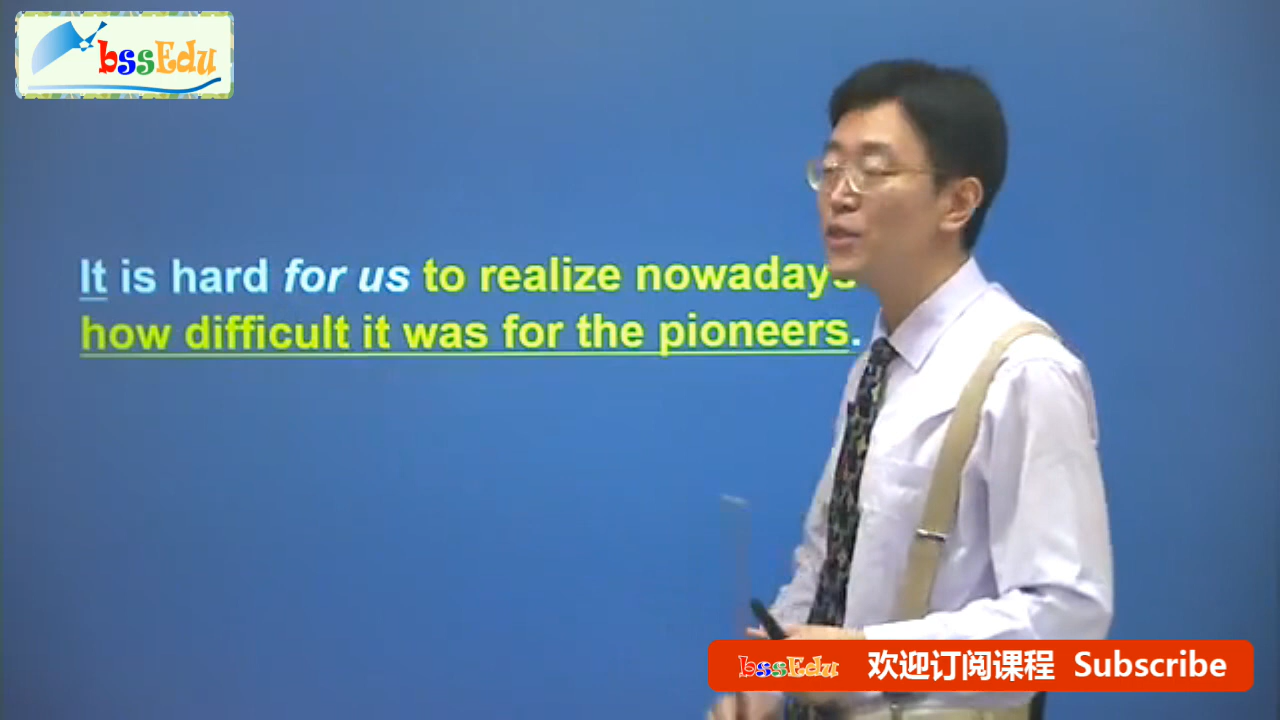 bssEdu
It is hard for us to realize nowadays
how difficult it was for the pioneers.
bssEdu 欢迎订阅课程 Subscribe